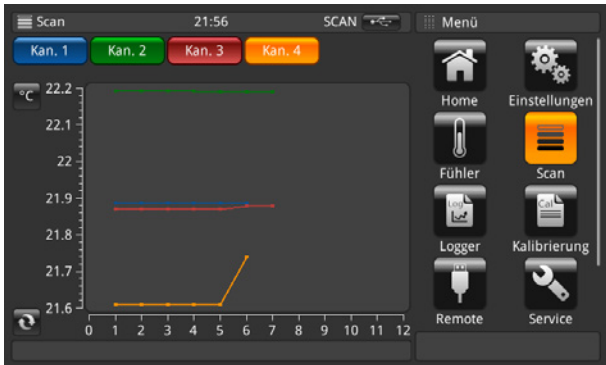 Scan 21:56 SCAN
Menü
Kan. 1 Kan. 2 Kan. 3 Kan. 4
°C
22.2
22.1
22
21.9
21.8
21.7
21.6
0 1 2 3 4 5 6 7 8 9 10 11 12
Home Einstellungen
Fühler Scan
Log Cal
Logger Kalibrierung
Remote Service